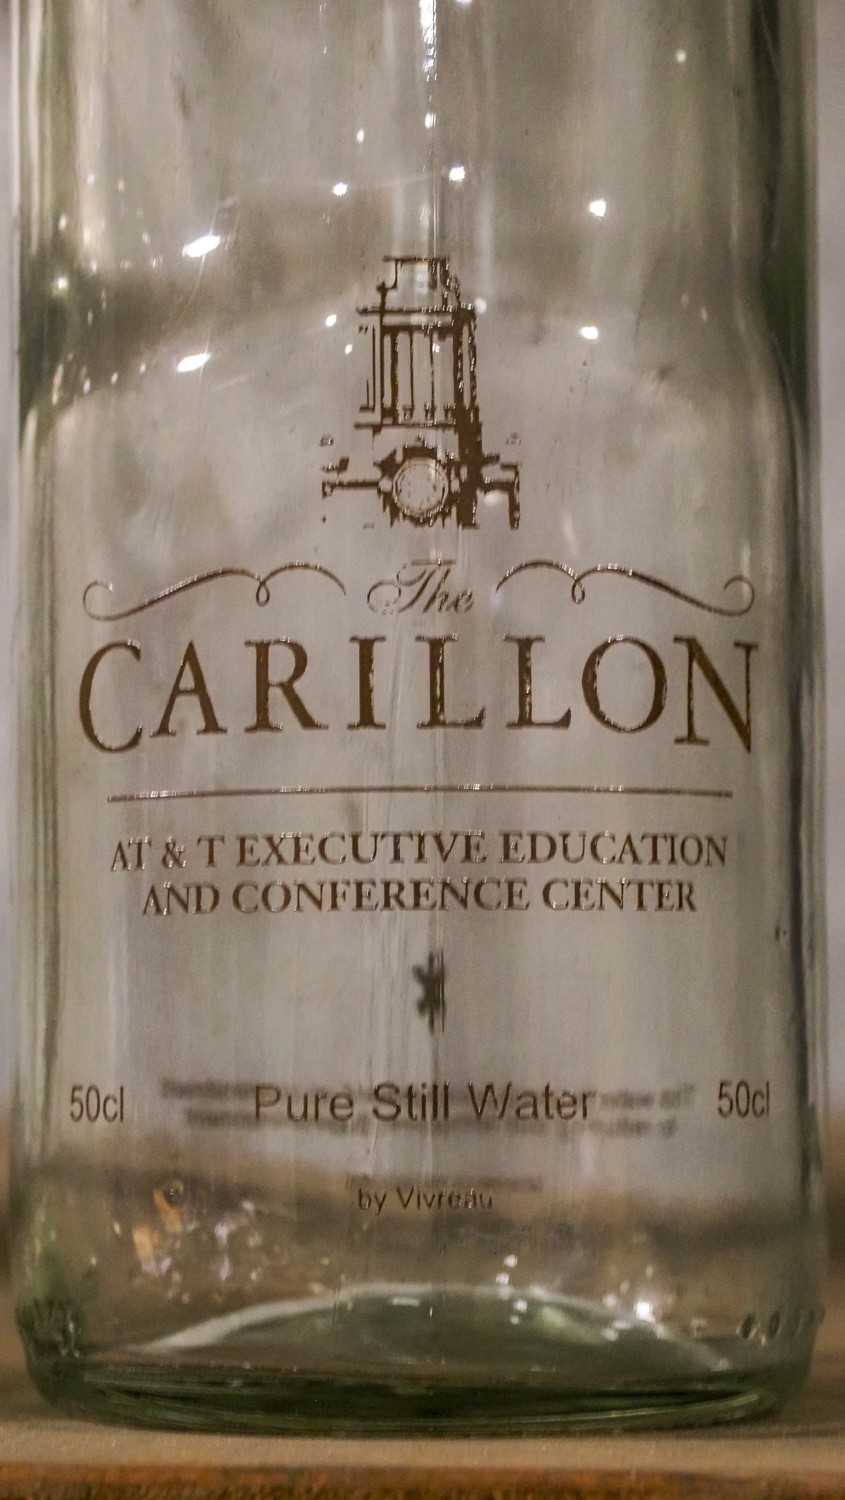 The
CARILLON
AT & T EXECUTIVE EDUCATION
AND CONFERENCE CENTER
50cl Pure Still Water 50cl
by Vivreau